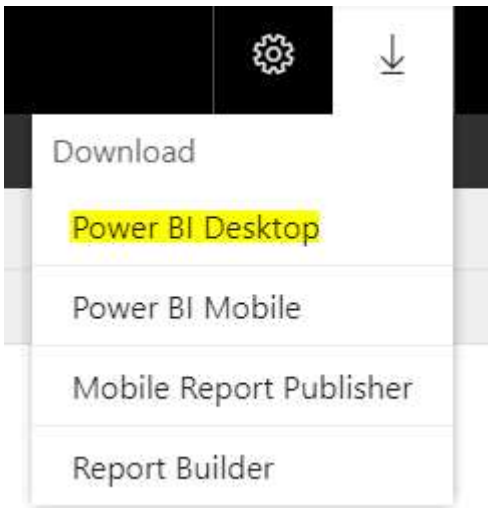 Download
Power BI Desktop
Power BI Mobile
Mobile Report Publisher
Report Builder